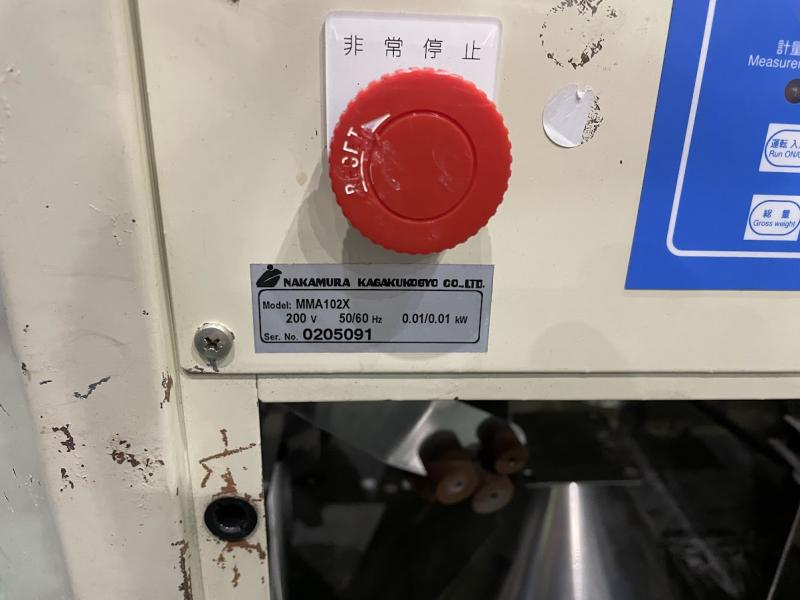 非常停止
RESET
計量
運転 入
Run ON/
総量
Gross weight
NAKAMURA KAGAKUKOGYO CO.,LTD.
Model: MMA102X
200 V 50/60 Hz 0.01/0.01 kW
Ser. No. 0205091